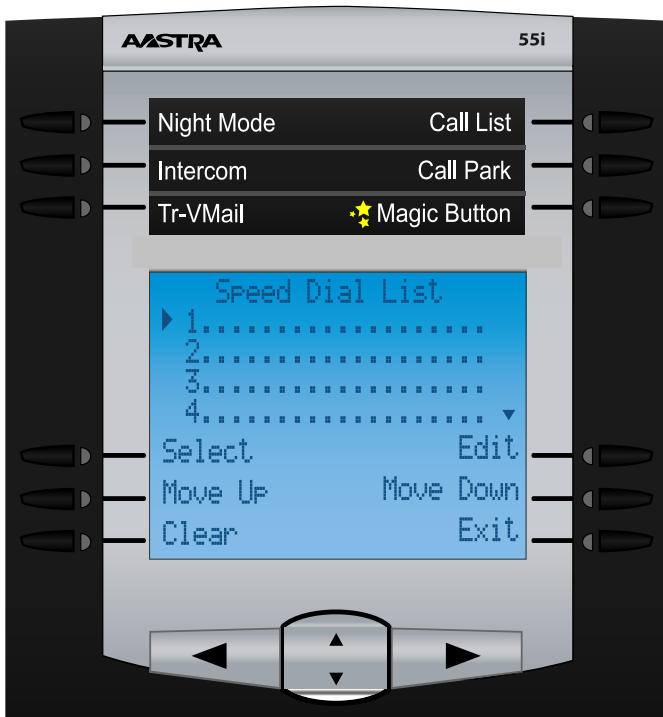 AASTRA 55i
Night Mode Call List
Intercom Call Park
Tr-VMail Magic Button
Speed Dial List
1...................
2...................
3...................
4...................
Select Edit
Move Up Move Down
Clear Exit